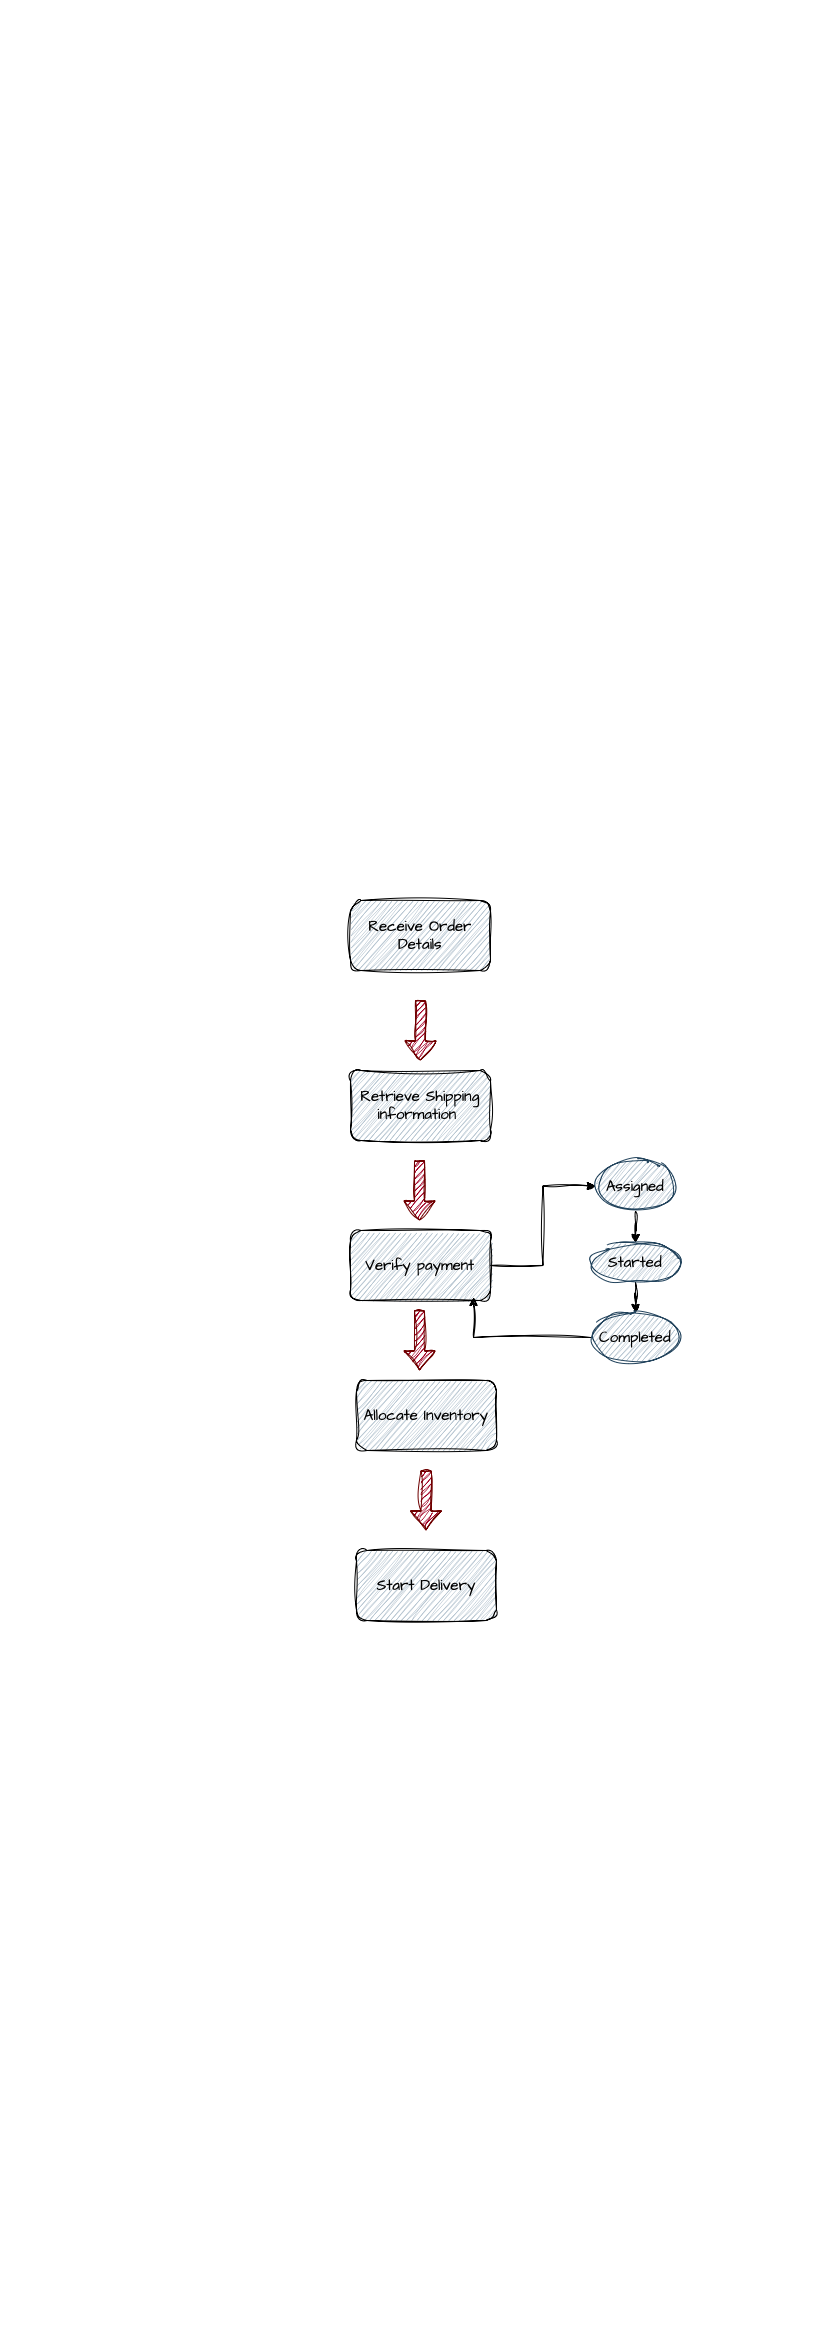 Receive Order
Details
Retrieve Shipping
information
Assigned
Verify payment
Started
Completed
Allocate Inventory
Start Delivery